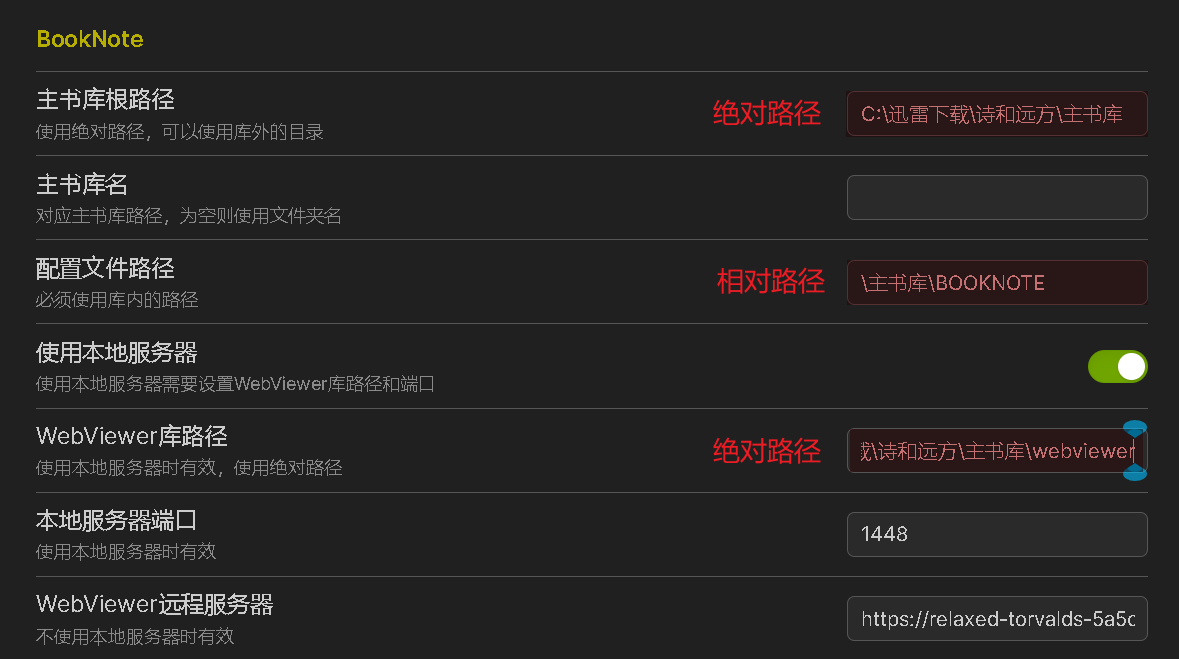 BookNote
主书库根路径
使用绝对路径，可以使用库外的目录
绝对路径
C:\迅雷下载\诗和远方\主书库
主书库名
对应主书库路径，为空则使用文件夹名
配置文件路径
必须使用库内的路径
相对路径
\主书库\BOOKNOTE
使用本地服务器
使用本地服务器需要设置WebViewer库路径和端口
WebViewer库路径
使用本地服务器时有效，使用绝对路径
绝对路径
\诗和远方\主书库\webviewer
本地服务器端口
使用本地服务器时有效
1448
WebViewer远程服务器
不使用本地服务器时有效
https://relaxed-torvalds-5a5c